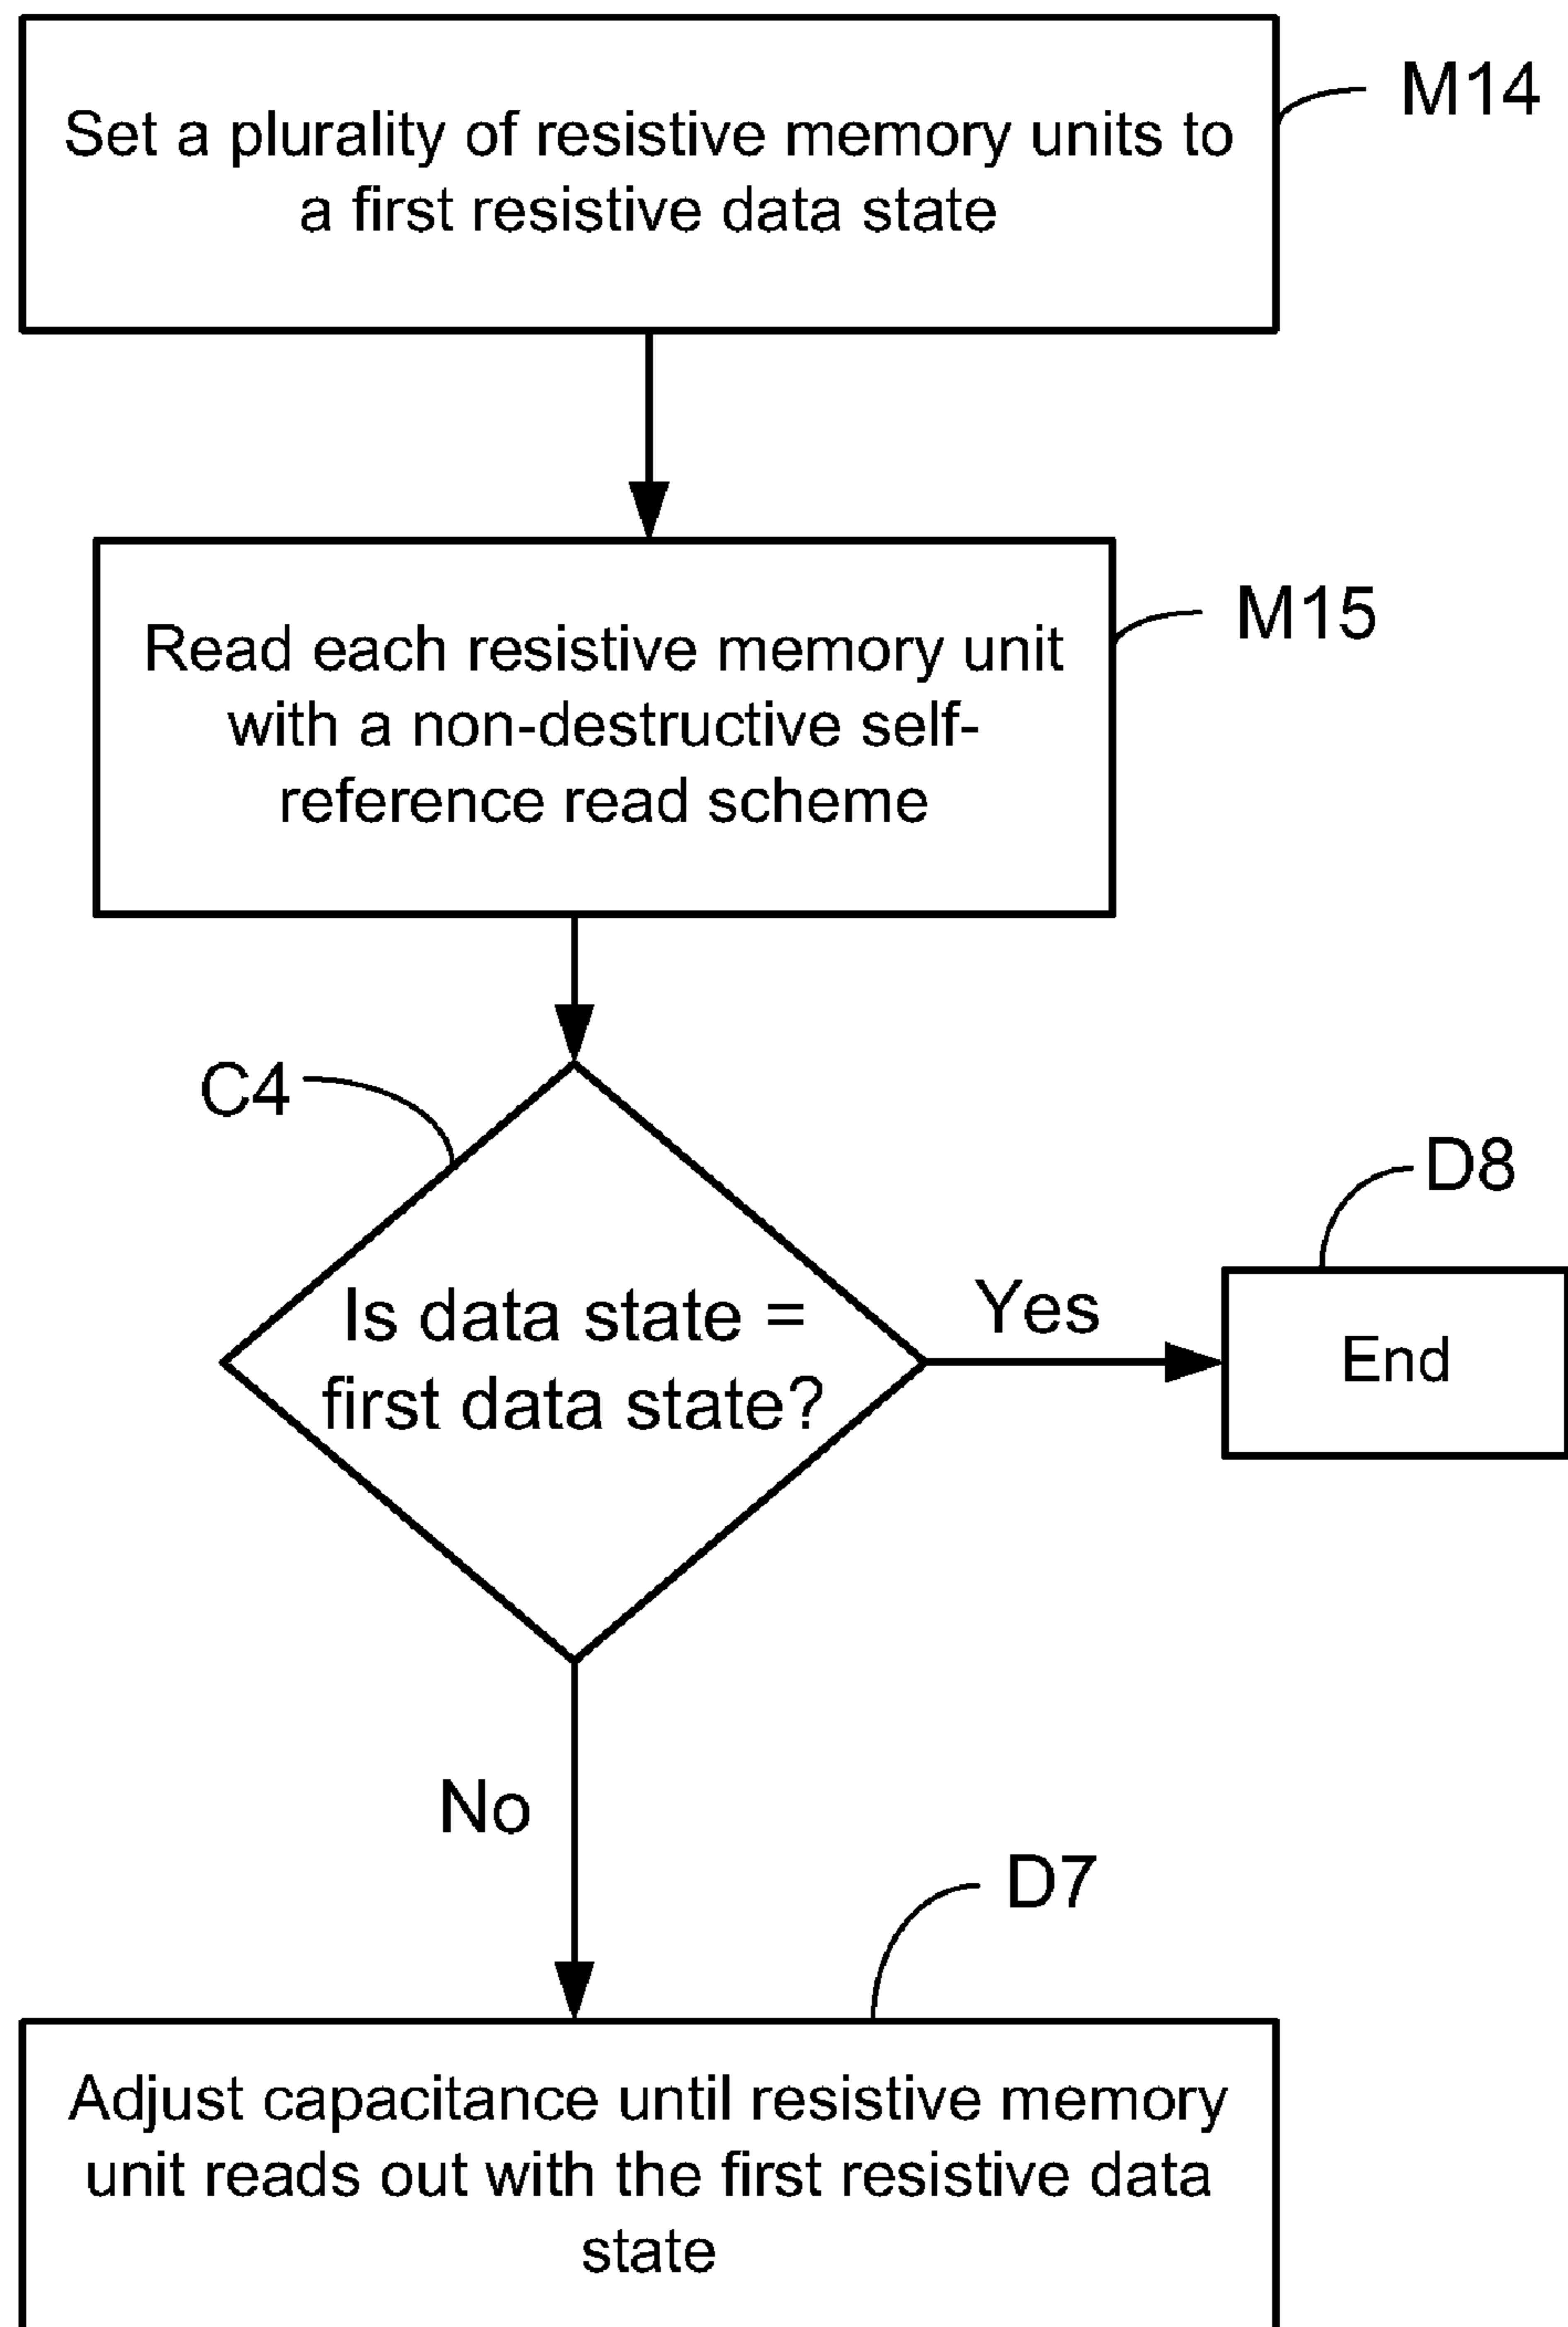 M14
Set a plurality of resistive memory units to
a first resistive data state
M15
Read each resistive memory unit
with a non-destructive self-
reference read scheme
C4
D8
Is data state =
first data state?
Yes
End
No
D7
Adjust capacitance until resistive memory
unit reads out with the first resistive data
state